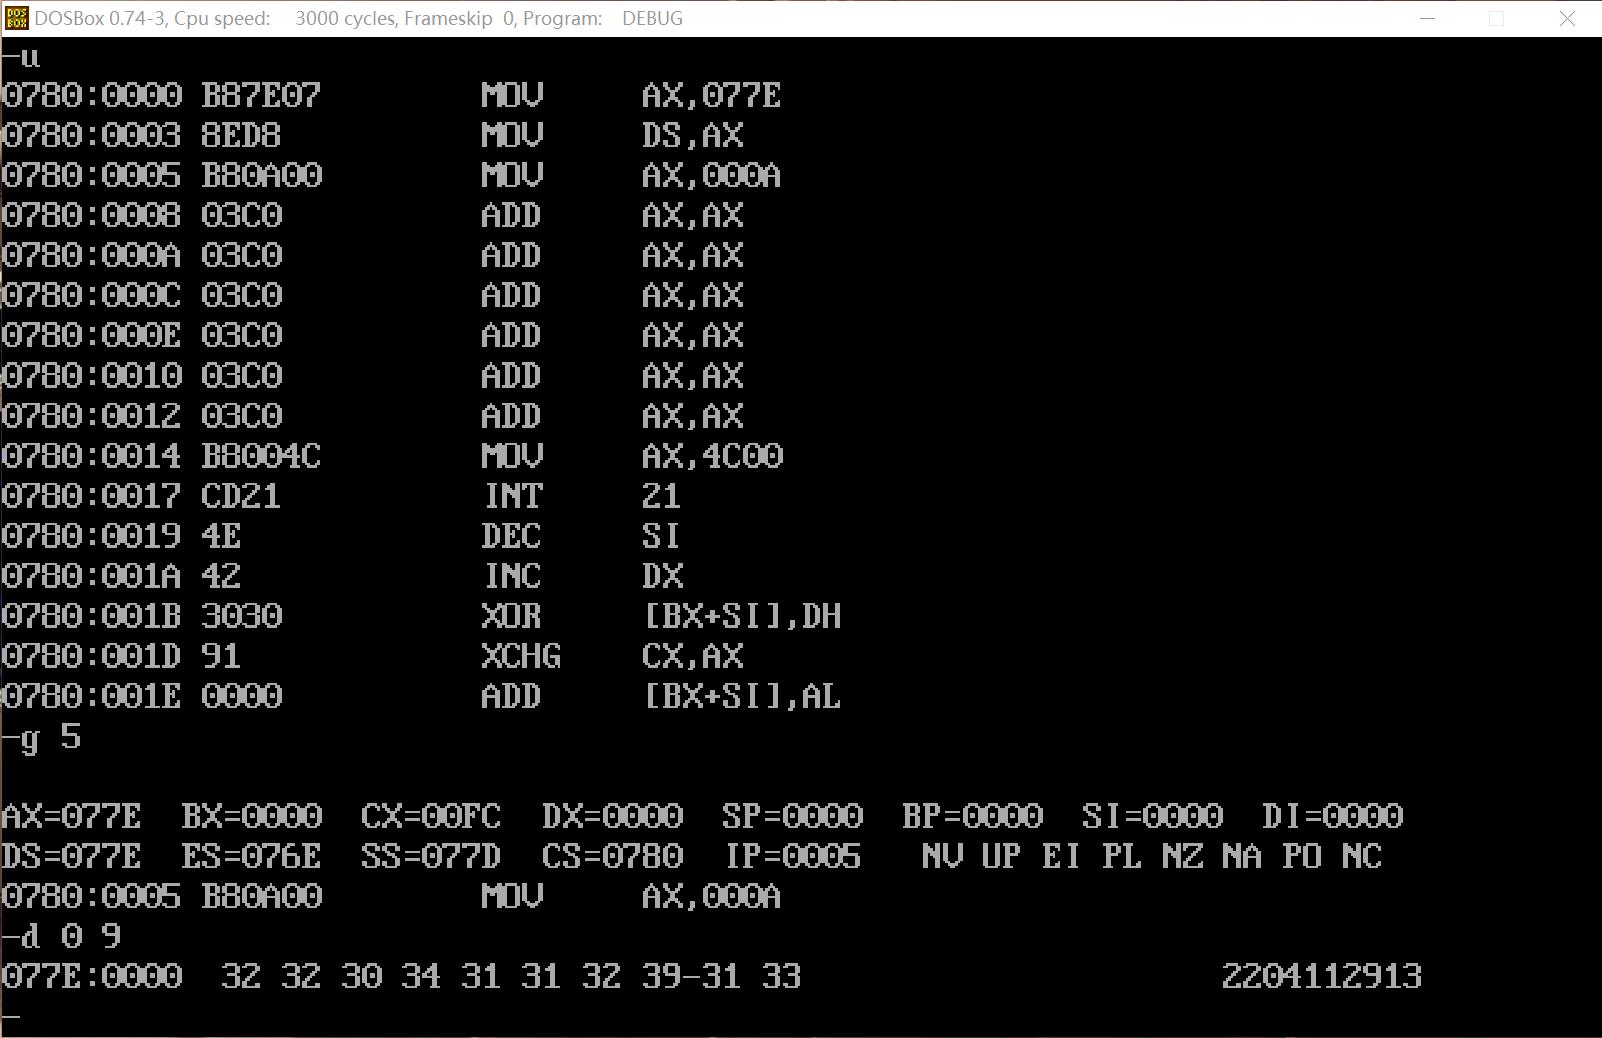 DOS BOX DOSBox 0.74-3, Cpu speed: 3000 cycles, Frameskip 0, Program: DEBUG
-u
0780:0000 B87E07 MOV AX,077E
0780:0003 8ED8 MOV DS,AX
0780:0005 B80A00 MOV AX,000A
0780:0008 03C0 ADD AX,AX
0780:000A 03C0 ADD AX,AX
0780:000C 03C0 ADD AX,AX
0780:000E 03C0 ADD AX,AX
0780:0010 03C0 ADD AX,AX
0780:0012 03C0 ADD AX,AX
0780:0014 B8004C MOV AX,4C00
0780:0017 CD21 INT 21
0780:0019 4E DEC SI
0780:001A 42 INC DX
0780:001B 3030 XOR [BX+SI],DH
0780:001D 91 XCHG CX,AX
0780:001E 0000 ADD [BX+SI],AL
-g 5
AX=077E BX=0000 CX=00FC DX=0000 SP=0000 BP=0000 SI=0000 DI=0000
DS=077E ES=076E SS=077D CS=0780 IP=0005 NV UP EI PL NZ NA PO NC
0780:0005 B80A00 MOV AX,000A
-d 0 9
077E:0000 32 32 30 34 31 31 32 39-31 33 2204112913
-